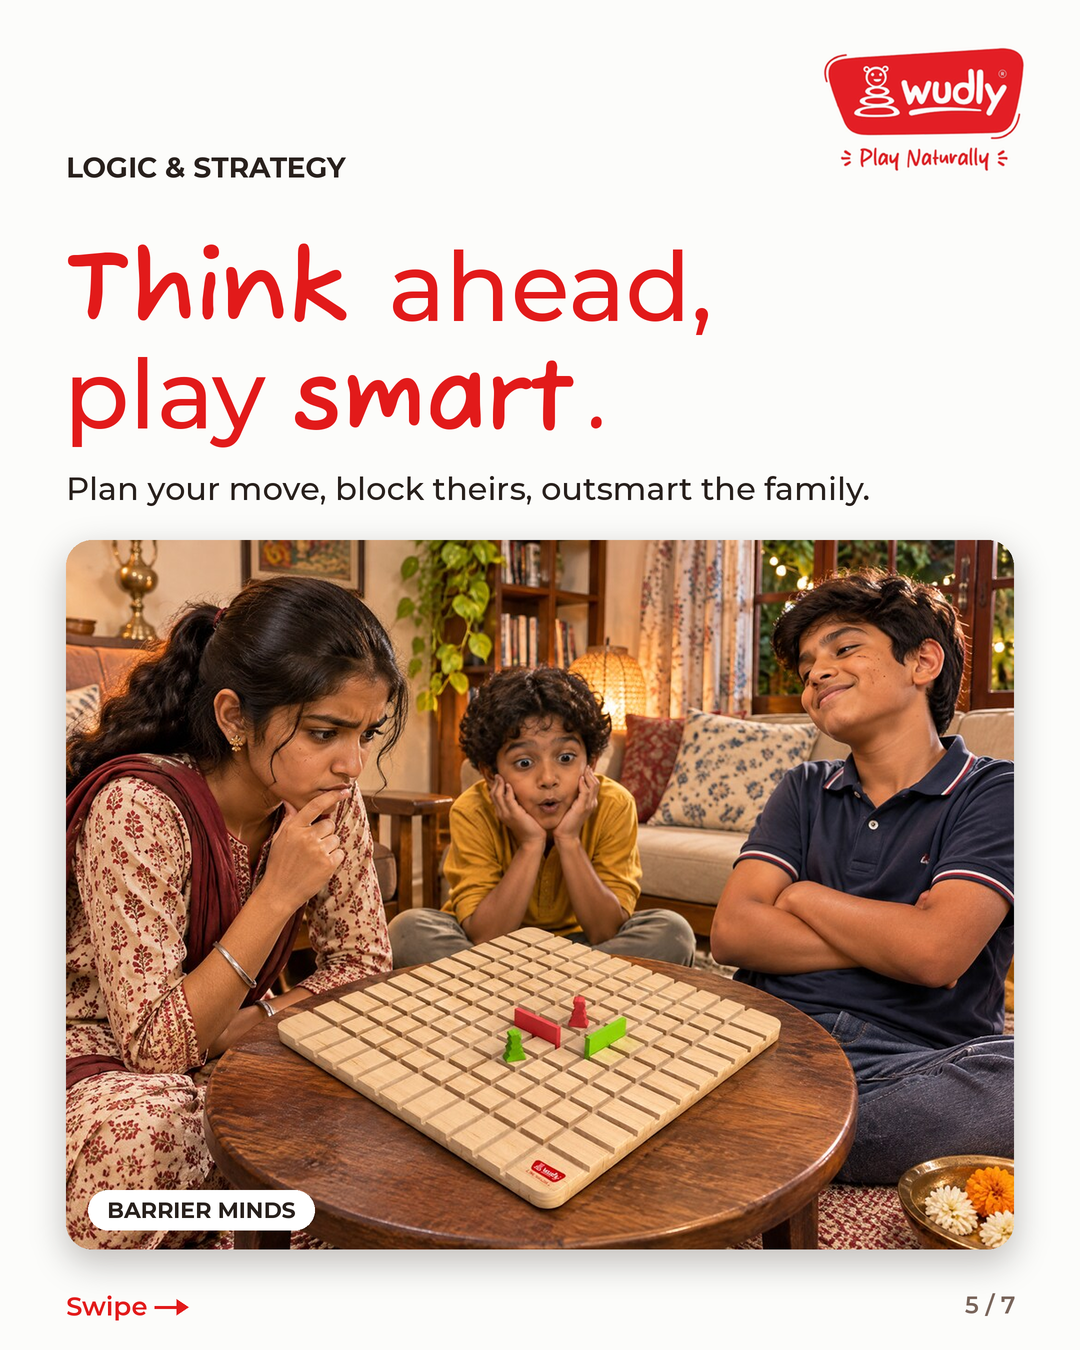 wudly®
Play Naturally
LOGIC & STRATEGY
Think ahead,
play smart.
Plan your move, block theirs, outsmart the family.
wudly
BARRIER MINDS
Swipe →
5 / 7